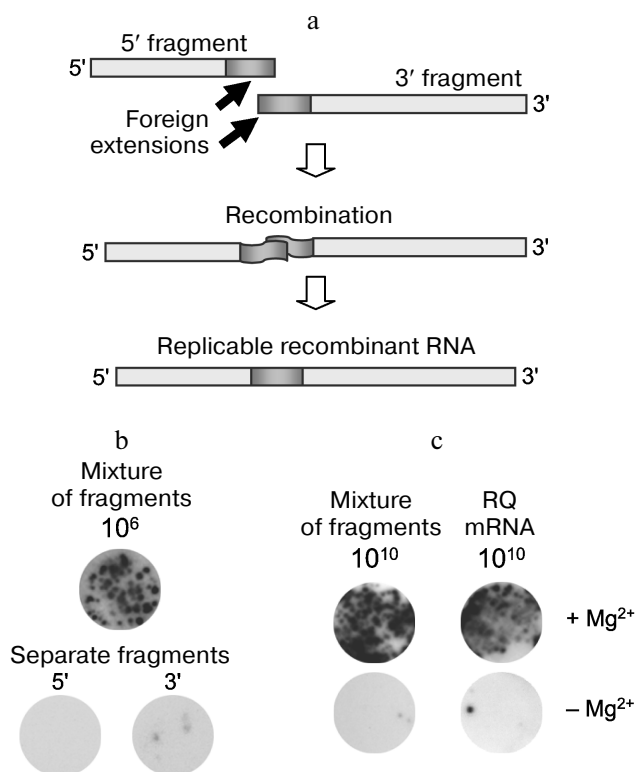 a
5′ fragment
5'
3′ fragment
3'
Foreign
extensions
Recombination
5'
3'
Replicable recombinant RNA
5'
3'
b
Mixture
of fragments
10⁶
Separate fragments
5'
3'
c
Mixture
of fragments
10¹⁰
RQ
mRNA
10¹⁰
+ Mg²⁺
– Mg²⁺